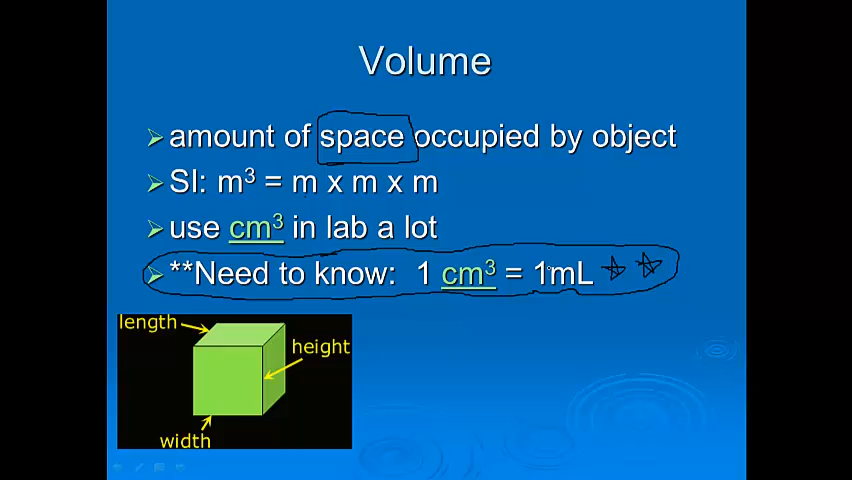 Volume
amount of space occupied by object
SI: m³ = m x m x m
use cm³ in lab a lot
**Need to know: 1 cm³ = 1mL
length
height
width